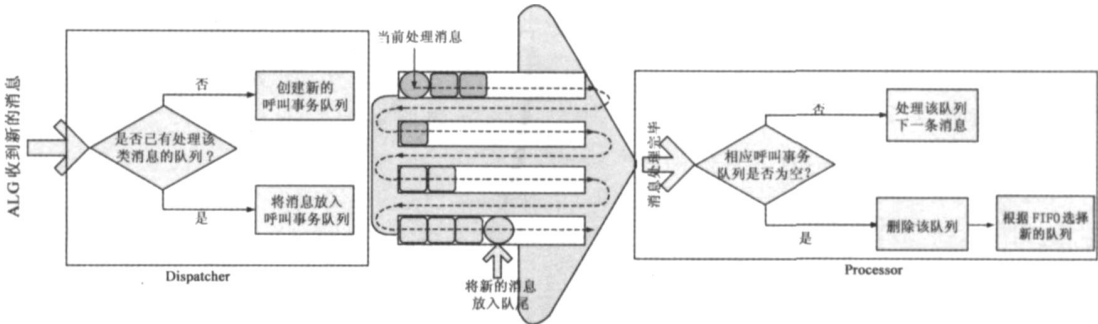 ALG收到新的消息
否
创建新的
呼叫事务队列
是否已有处理该
类消息的队列？
将消息放入
呼叫事务队列
是
Dispatcher
当前处理消息
将新的消息
放入队尾
消息处理完毕
否
处理该队列
下一条消息
相应呼叫事务
队列是否为空？
是
删除该队列
根据FIFO选择
新的队列
Processor